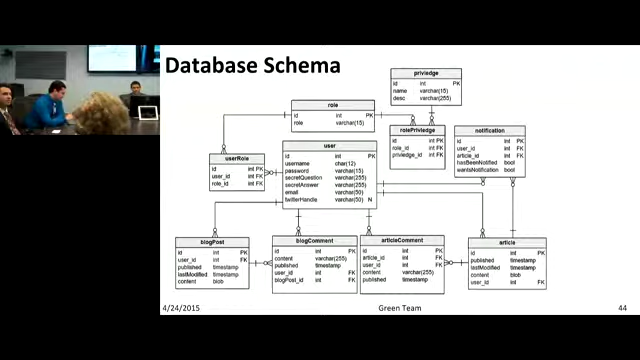 Database Schema
priviedge
id int PK
name varchar(15)
desc varchar(255)
role
id int PK
role varchar(15)
rolePriviedge
id int PK
role_id int FK
priviedge_id int FK
notification
id int PK
user_id int FK
article_id int FK
hasBeenNotified bool
wantsNotification bool
userRole
id int PK
user_id int FK
role_id int FK
user
id int PK
username char(12)
password varchar(15)
secretQuestion varchar(255)
secretAnswer varchar(255)
email varchar(50)
twitterHandle varchar(50) N
blogPost
id int PK
user_id int FK
published timestamp
lastModified timestamp
content blob
blogComment
id int PK
content varchar(255)
published timestamp
user_id int FK
blogPost_id int FK
articleComment
id int PK
article_id int FK
user_id int FK
content varchar(255)
published timestamp
article
id int PK
published timestamp
lastModified timestamp
content blob
user_id int FK
4/24/2015
Green Team
44